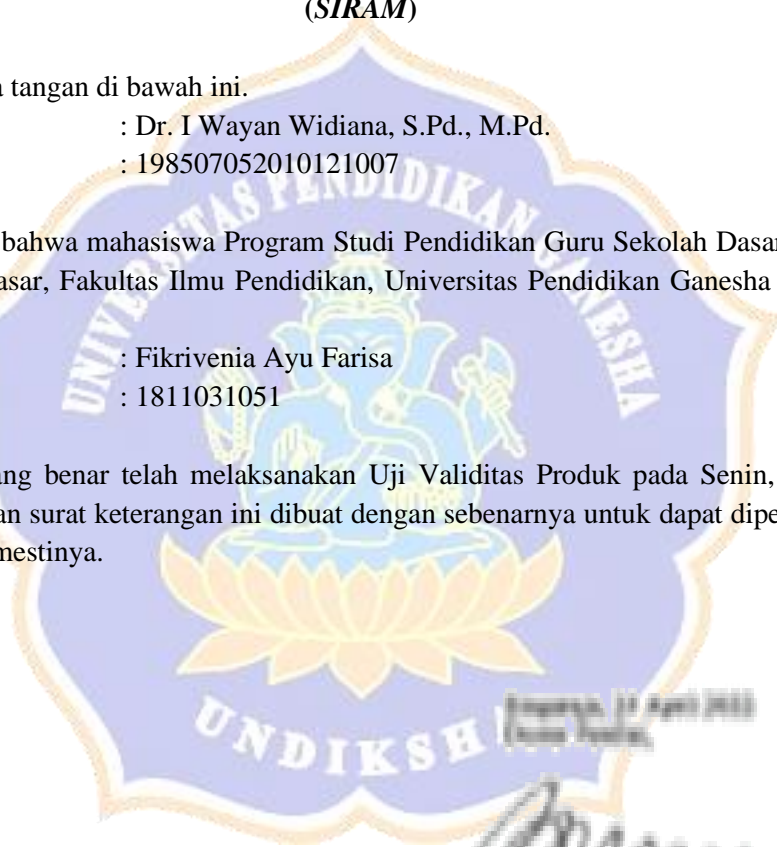 (SIRAM)
a tangan di bawah ini.
: Dr. I Wayan Widiana, S.Pd., M.Pd.
: 198507052010121007
bahwa mahasiswa Program Studi Pendidikan Guru Sekolah Dasar
asar, Fakultas Ilmu Pendidikan, Universitas Pendidikan Ganesha
: Fikrivenia Ayu Farisa
: 1811031051
ang benar telah melaksanakan Uji Validitas Produk pada Senin,
an surat keterangan ini dibuat dengan sebenarnya untuk dapat dipe
mestinya.
UNIVERSITAS PENDIDIKAN GANESHA
UNDIKSHA